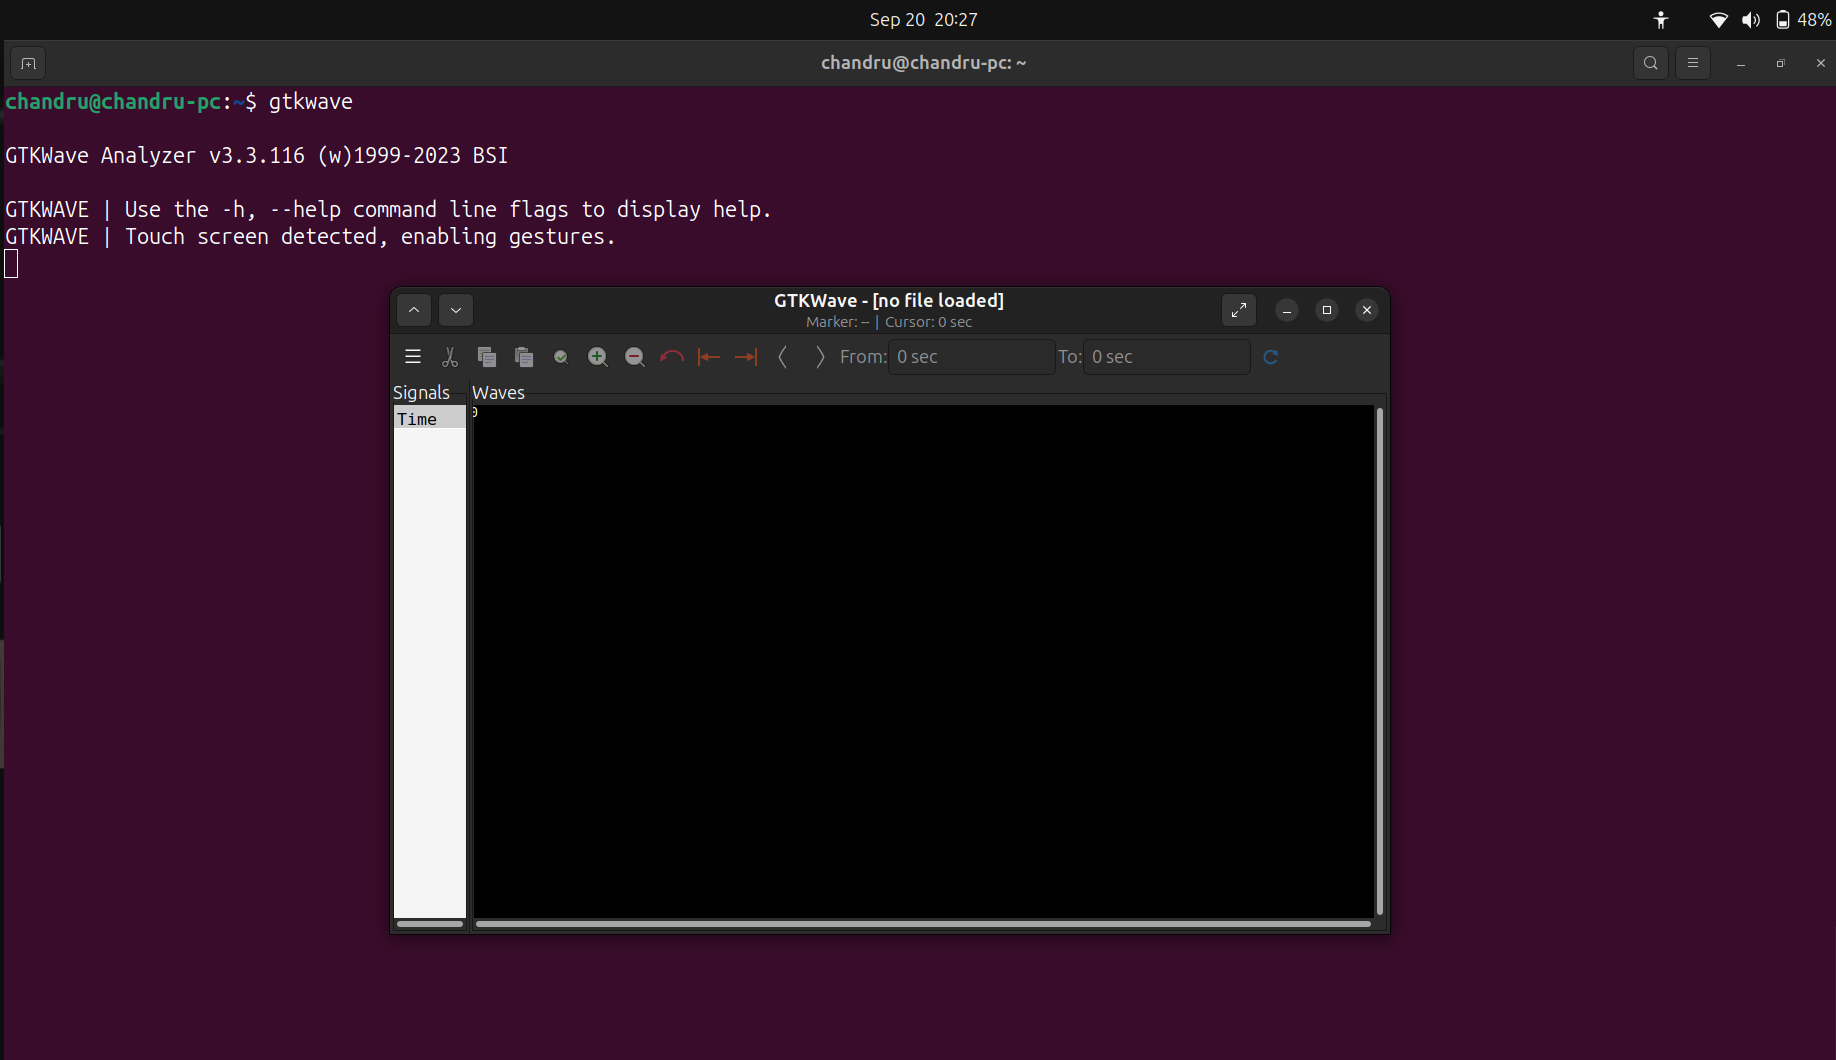 Sep 20 20:27
48%
chandru@chandru-pc: ~
chandru@chandru-pc:~$ gtkwave
GTKWave Analyzer v3.3.116 (w)1999-2023 BSI
GTKWAVE | Use the -h, --help command line flags to display help.
GTKWAVE | Touch screen detected, enabling gestures.
GTKWave - [no file loaded]
Marker: -- | Cursor: 0 sec
From: 0 sec To: 0 sec
Signals Waves
Time 0